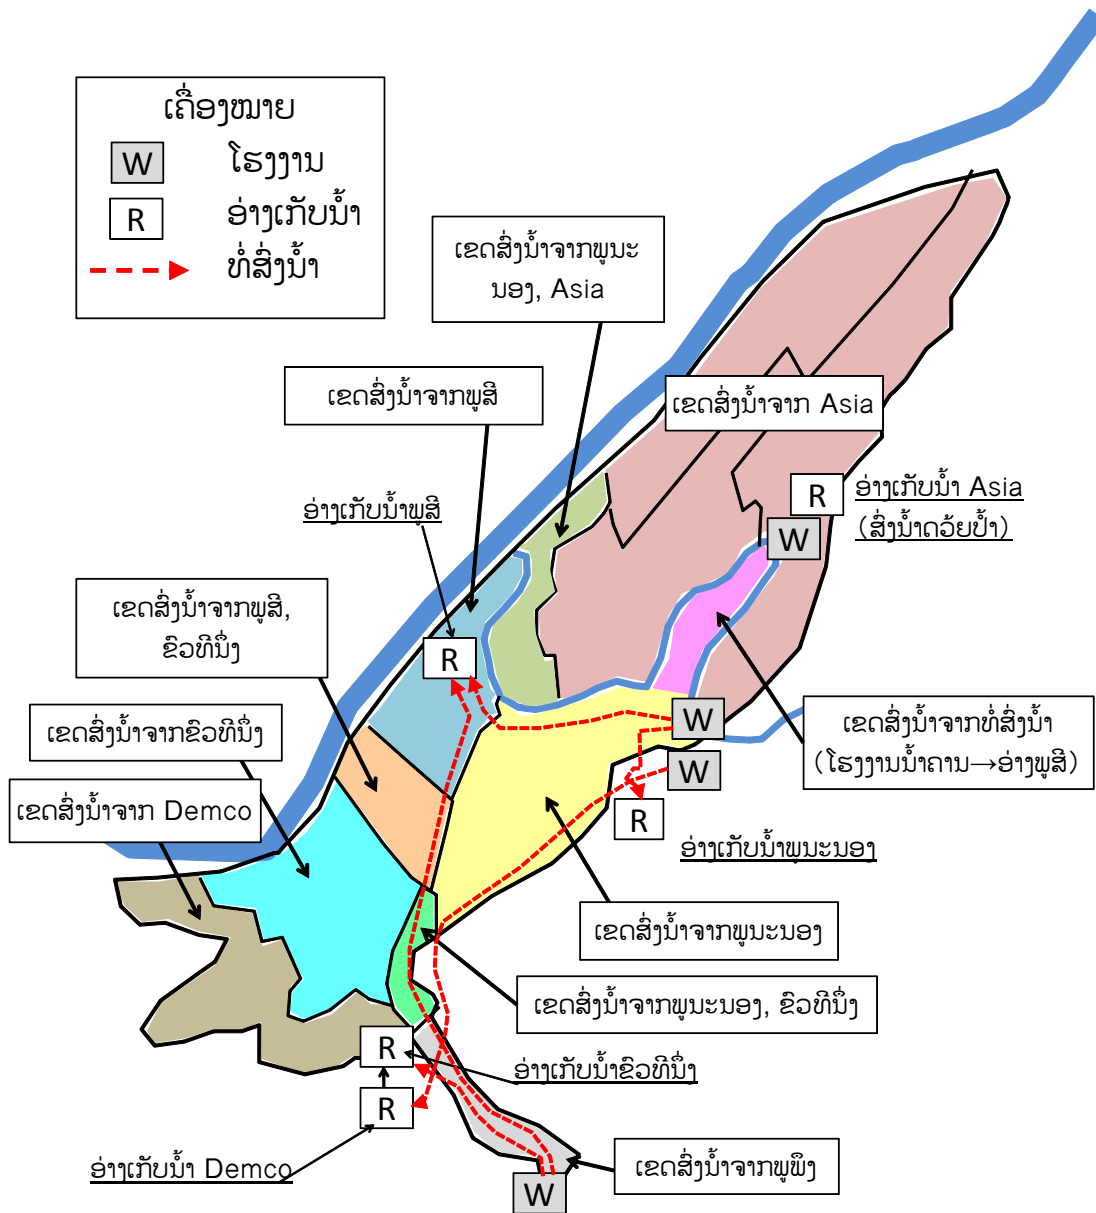 ເຄື່ອງໝາຍ
W ໂຮງງານ
R ອ່າງເກັບນ້ຳ
ທໍ່ສົ່ງນ້ຳ
ເຂດສົ່ງນ້ຳຈາກພູນະ
ນອງ, Asia
ເຂດສົ່ງນ້ຳຈາກພູສີ
ເຂດສົ່ງນ້ຳຈາກ Asia
ອ່າງເກັບນ້ຳພູສີ
R
ອ່າງເກັບນ້ຳ Asia
(ສົ່ງນ້ຳດວ້ຍປ້ຳ)
W
ເຂດສົ່ງນ້ຳຈາກພູສີ,
ຂົວທີນຶ່ງ
R
ເຂດສົ່ງນ້ຳຈາກຂົວທີນຶ່ງ
W
ເຂດສົ່ງນ້ຳຈາກທໍ່ສົ່ງນ້ຳ
(ໂຮງງານນ້ຳຄານ→ອ່າງພູສີ)
W
ເຂດສົ່ງນ້ຳຈາກ Demco
R
ອ່າງເກັບນ້ຳພູນະນອງ
ເຂດສົ່ງນ້ຳຈາກພູນະນອງ
ເຂດສົ່ງນ້ຳຈາກພູນະນອງ, ຂົວທີນຶ່ງ
R
ອ່າງເກັບນ້ຳຂົວທີນຶ່ງ
R
ອ່າງເກັບນ້ຳ Demco
ເຂດສົ່ງນ້ຳຈາກພູພຶງ
W